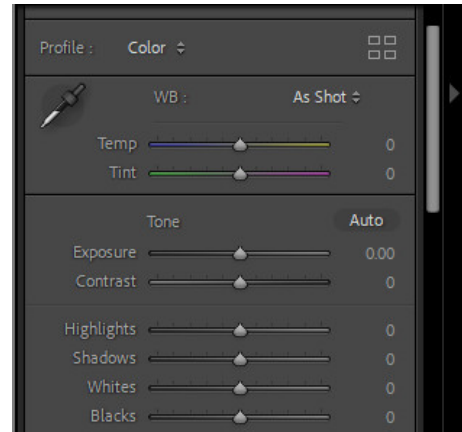 Profile : Color
WB : As Shot
Temp 0
Tint 0
Tone Auto
Exposure 0.00
Contrast 0
Highlights 0
Shadows 0
Whites 0
Blacks 0